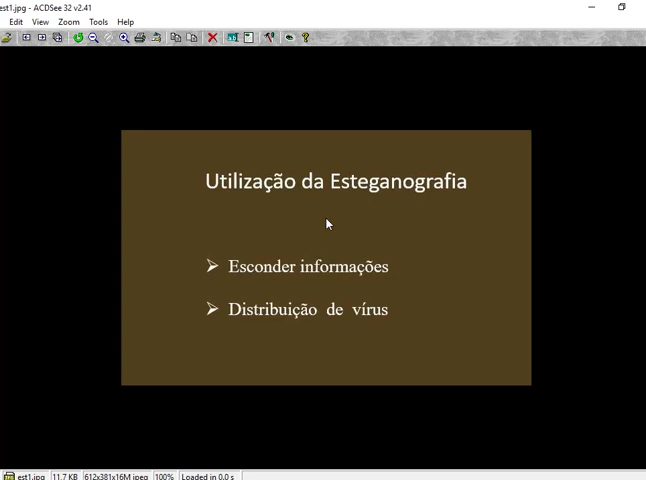 est1.jpg - ACDSee 32 v2.41
Edit View Zoom Tools Help
Utilização da Esteganografia
➢ Esconder informações
➢ Distribuição de vírus
est1.jpg 11.7 KB 612x381x16M jpeg 100% Loaded in 0.0 s